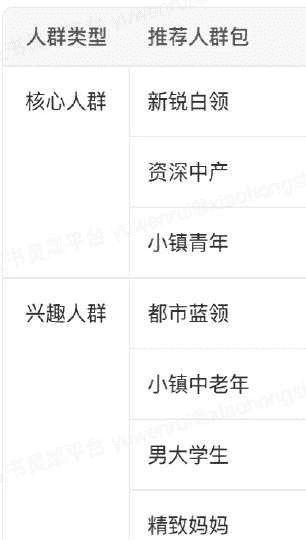 人群类型 推荐人群包
核心人群 新锐白领
资深中产
小镇青年
兴趣人群 都市蓝领
小镇中老年
男大学生
精致妈妈